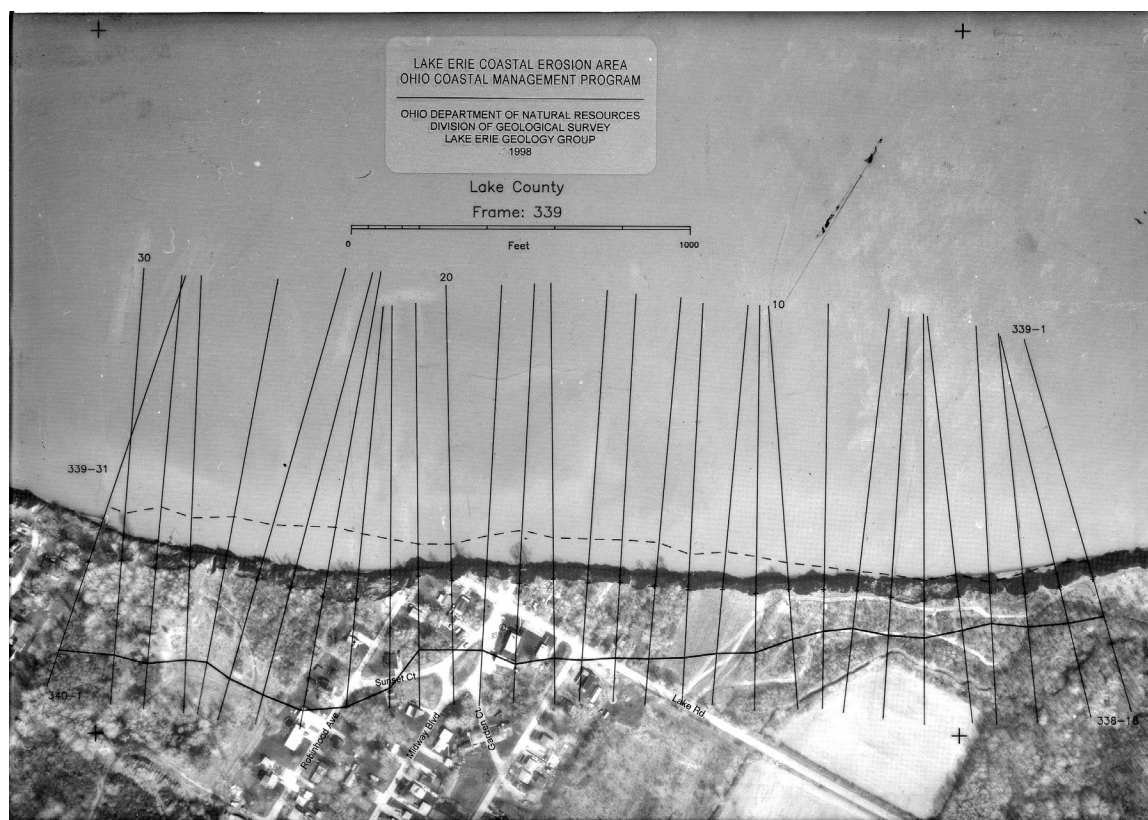 LAKE ERIE COASTAL EROSION AREA
OHIO COASTAL MANAGEMENT PROGRAM
OHIO DEPARTMENT OF NATURAL RESOURCES
DIVISION OF GEOLOGICAL SURVEY
LAKE ERIE GEOLOGY GROUP
1998
Lake County
Frame: 339
0 1000
Feet
30
20
10
339-1
339-31
Sunset Ct.
340-1
Lake Rd
338-18
Robinhood Ave
Midway Blvd
Garden Ct.